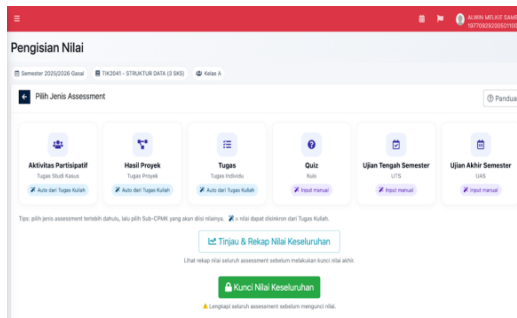 ALWIN MELKIE SAMB
Pengisian Nilai
Semester 2025/2026 Gasal
TIK2041 - STRUKTUR DATA (3 SKS)
Kelas A
Pilih Jenis Assessment
Pandua
Aktivitas Partisipatif
Tugas Studi Kasus
Auto dari Tugas Kuliah
Hasil Proyek
Tugas Proyek
Auto dari Tugas Kuliah
Tugas
Tugas Individu
Auto dari Tugas Kuliah
Quiz
Kuis
Input manual
Ujian Tengah Semester
UTS
Input manual
Ujian Akhir Semester
UAS
Input manual
Tips: pilih jenis assessment terlebih dahulu, lalu pilih Sub-CPMK yang akan diisi nilainya. = nilai dapat disinkron dari Tugas Kuliah.
Tinjau & Rekap Nilai Keseluruhan
Lihat rekap nilai seluruh assessment sebelum melakukan kunci nilai akhir.
Kunci Nilai Keseluruhan
Lengkapi seluruh assessment sebelum mengunci nilai.